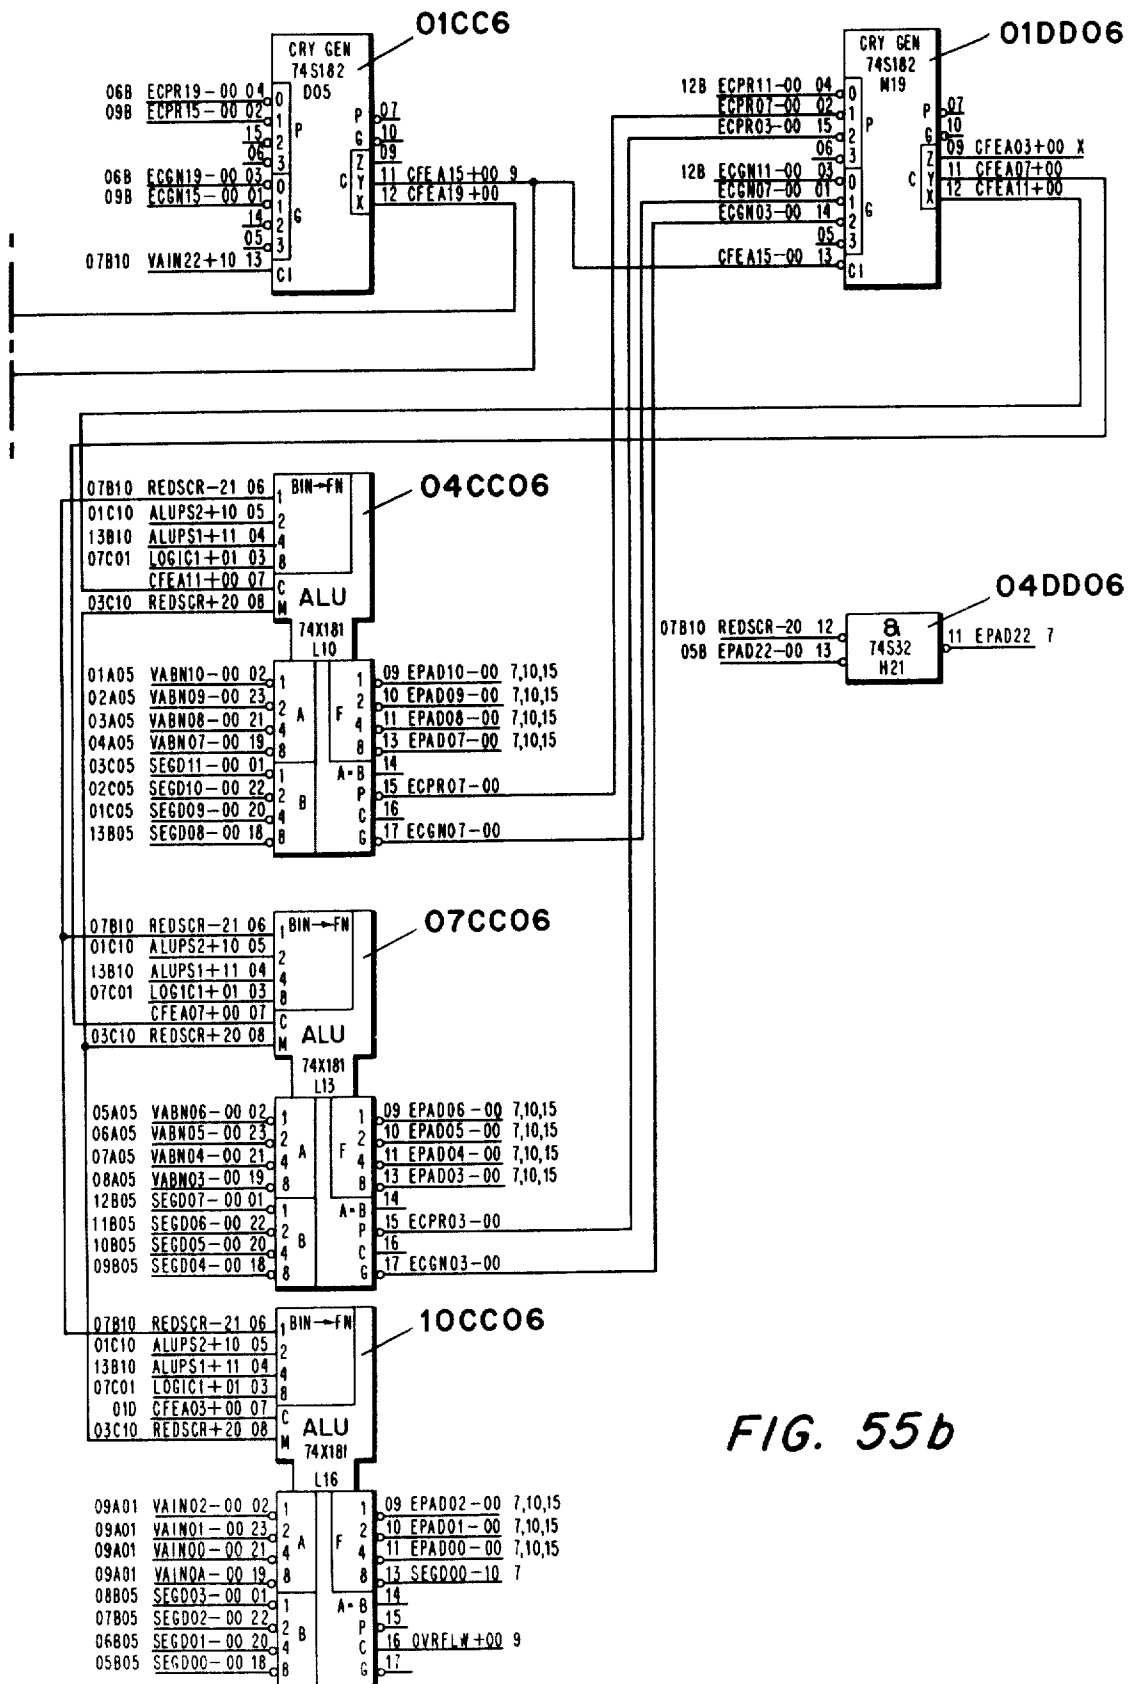 01CC6
CRY GEN
74S182
D05
06B ECPR19-00 04 0
09B ECPR15-00 02 1
15 2
06 3
P
06B ECGN19-00 03 0
09B ECGN15-00 01 1
14 2
05 3
G
07B10 VAIN22+10 13 CI
P 07
G 10
Z 09
C Y 11 CFEA15+00 9
X 12 CFEA19+00
01DD06
CRY GEN
74S182
M19
12B ECPR11-00 04 0
ECPR07-00 02 1
ECPR03-00 15 2
06 3
P
12B ECGN11-00 03 0
ECGN07-00 01 1
ECGN03-00 14 2
05 3
G
CFEA15-00 13 CI
P 07
G 10
Z 09 CFEA03+00 X
C Y 11 CFEA07+00
X 12 CFEA11+00
04CC06
BIN→FN
07B10 REDSCR-21 06 1
01C10 ALUPS2+10 05 2
13B10 ALUPS1+11 04 4
07C01 LOGIC1+01 03 8
CFEA11+00 07 C
03C10 REDSCR+20 08 M
ALU
74X181
L10
01A05 VABN10-00 02 1
02A05 VABN09-00 23 2
03A05 VABN08-00 21 4
04A05 VABN07-00 19 8
A
03C05 SEGD11-00 01 1
02C05 SEGD10-00 22 2
01C05 SEGD09-00 20 4
13B05 SEGD08-00 18 8
B
F
1 09 EPAD10-00 7,10,15
2 10 EPAD09-00 7,10,15
4 11 EPAD08-00 7,10,15
8 13 EPAD07-00 7,10,15
A=B 14
P 15 ECPR07-00
C 16
G 17 ECGN07-00
04DD06
&
74S32
H21
07B10 REDSCR-20 12
05B EPAD22-00 13
11 EPAD22 7
07CC06
BIN→FN
07B10 REDSCR-21 06 1
01C10 ALUPS2+10 05 2
13B10 ALUPS1+11 04 4
07C01 LOGIC1+01 03 8
CFEA07+00 07 C
03C10 REDSCR+20 08 M
ALU
74X181
L13
05A05 VABN06-00 02 1
06A05 VABN05-00 23 2
07A05 VABN04-00 21 4
08A05 VABN03-00 19 8
A
12B05 SEGD07-00 01 1
11B05 SEGD06-00 22 2
10B05 SEGD05-00 20 4
09B05 SEGD04-00 18 8
B
F
1 09 EPAD06-00 7,10,15
2 10 EPAD05-00 7,10,15
4 11 EPAD04-00 7,10,15
8 13 EPAD03-00 7,10,15
A=B 14
P 15 ECPR03-00
C 16
G 17 ECGN03-00
10CC06
BIN→FN
07B10 REDSCR-21 06 1
01C10 ALUPS2+10 05 2
13B10 ALUPS1+11 04 4
07C01 LOGIC1+01 03 8
01D CFEA03+00 07 C
03C10 REDSCR+20 08 M
ALU
74X181
L16
09A01 VAIN02-00 02 1
09A01 VAIN01-00 23 2
09A01 VAIN00-00 21 4
09A01 VAIN0A-00 19 8
A
08B05 SEGD03-00 01 1
07B05 SEGD02-00 22 2
06B05 SEGD01-00 20 4
05B05 SEGD00-00 18 8
B
F
1 09 EPAD02-00 7,10,15
2 10 EPAD01-00 7,10,15
4 11 EPAD00-00 7,10,15
8 13 SEGD00-10 7
A=B 14
P 15
C 16 OVRFLW+00 9
G 17
FIG. 55b